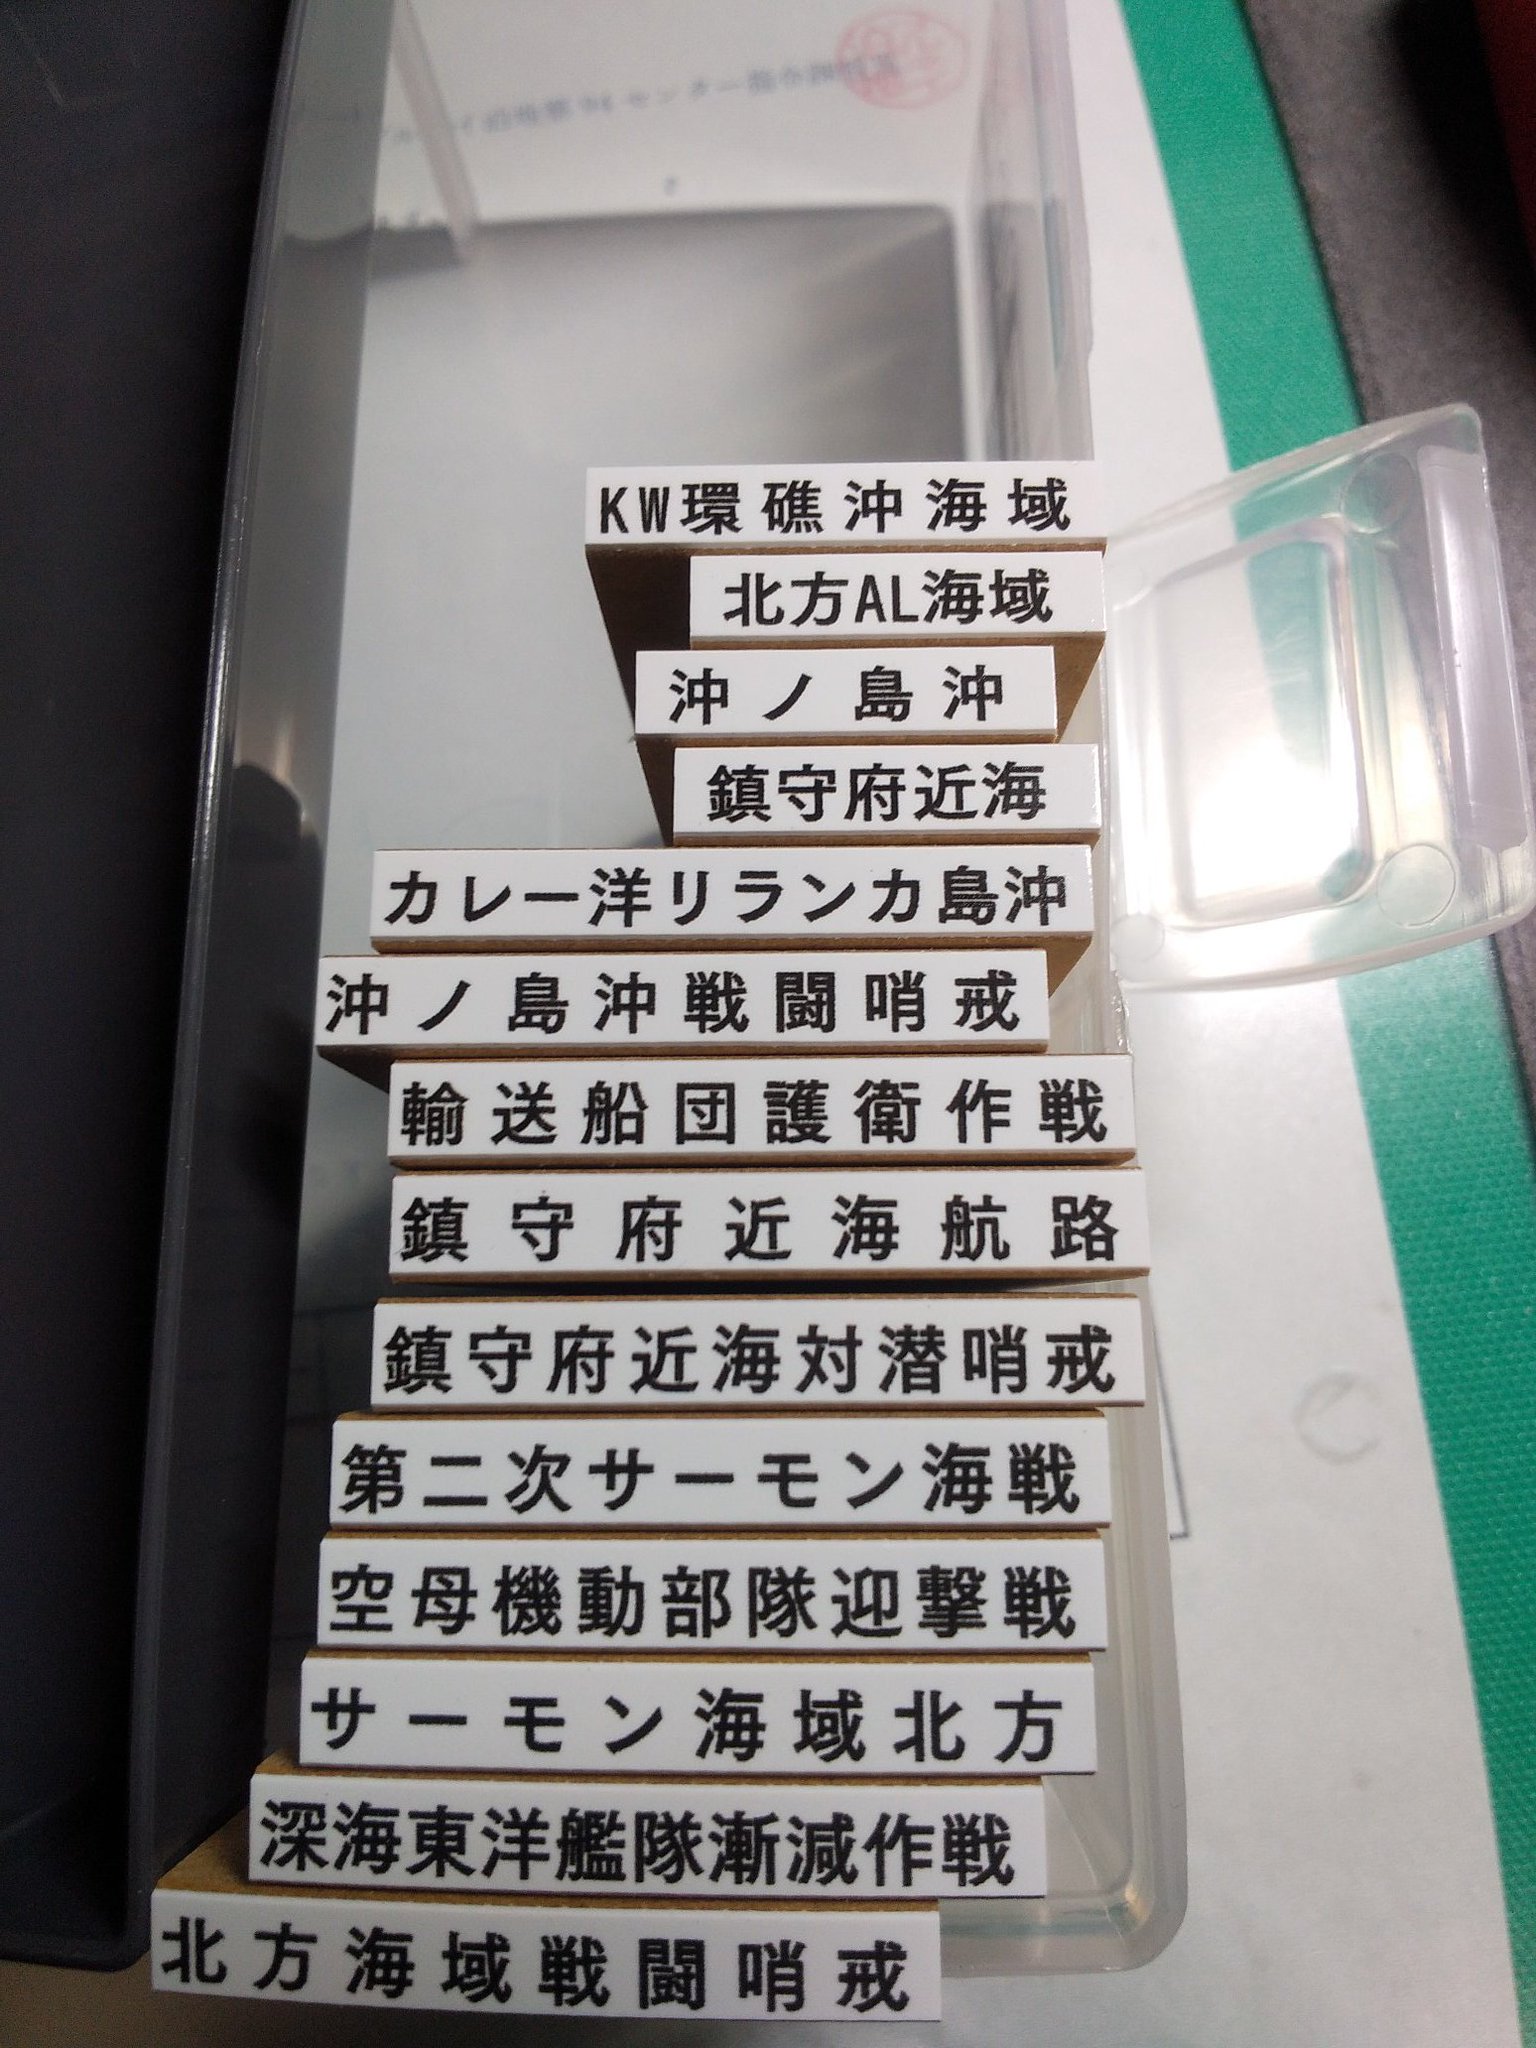 KW環礁沖海域
北方AL海域
沖ノ島沖
鎮守府近海
カレー洋リランカ島沖
沖ノ島沖戦闘哨戒
輸送船団護衛作戦
鎮守府近海航路
鎮守府近海対潜哨戒
第二次サーモン海戦
空母機動部隊迎撃戦
サーモン海域北方
深海東洋艦隊漸減作戦
北方海域戦闘哨戒